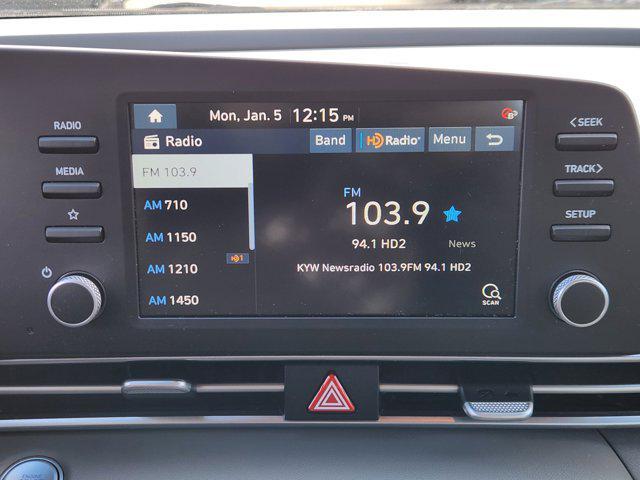 Mon, Jan. 5 12:15 PM
RADIO
MEDIA
Radio Band HD Radio Menu
FM 103.9
AM 710
AM 1150
AM 1210
HD1
AM 1450
FM
103.9
94.1 HD2 News
KYW Newsradio 103.9FM 94.1 HD2
SCAN
<SEEK
TRACK>
SETUP
ENGINE